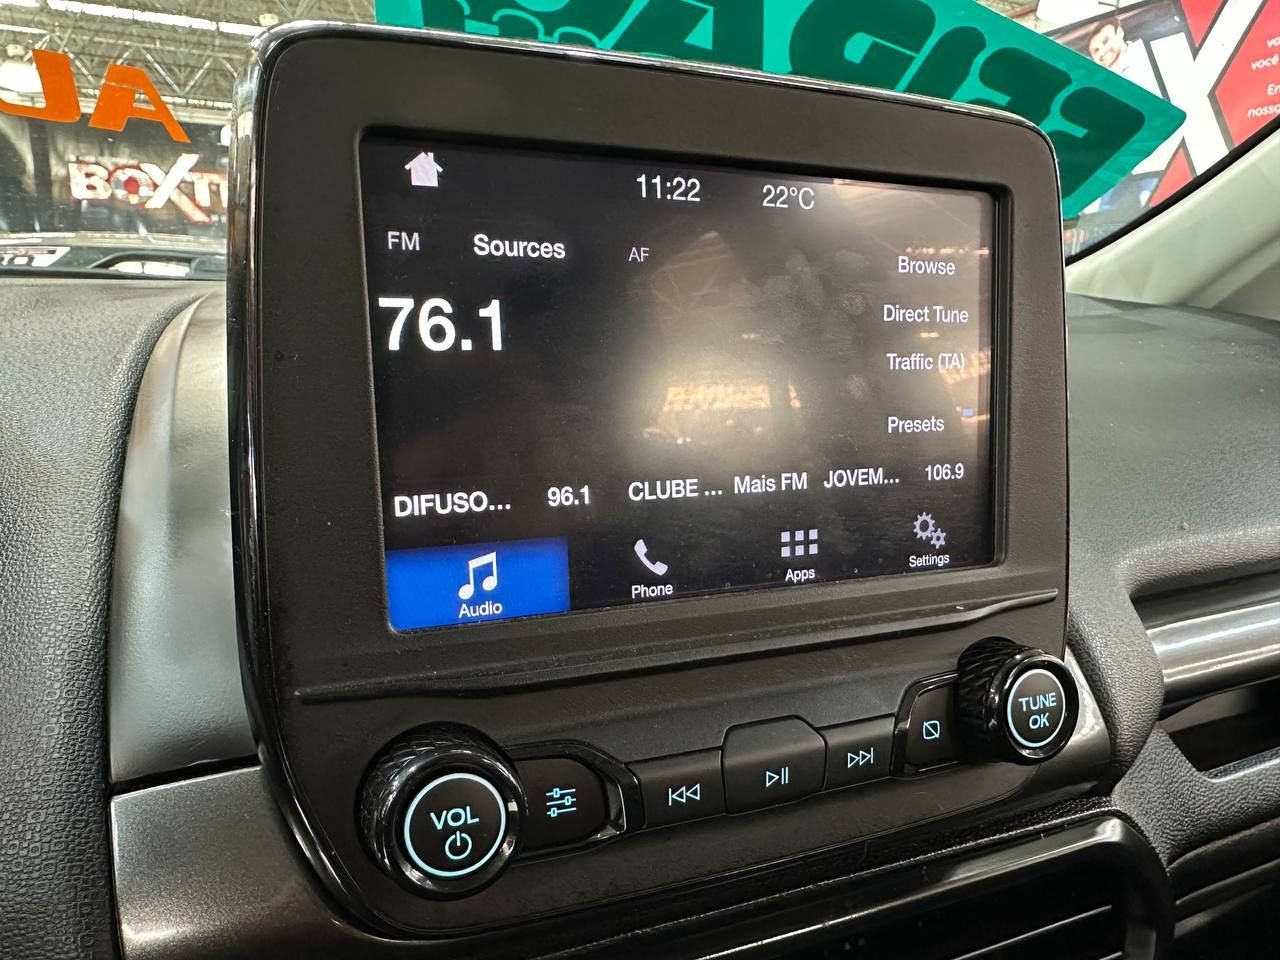 11:22 22°C
FM Sources AF
Browse
76.1
Direct Tune
Traffic (TA)
Presets
DIFUSO... 96.1 CLUBE ... Mais FM JOVEM... 106.9
Audio Phone Apps Settings
VOL
TUNE
OK